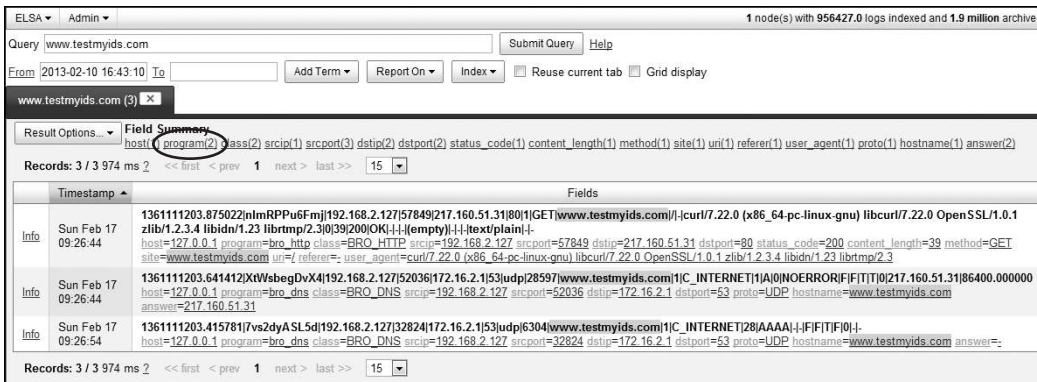 ELSA Admin 1 node(s) with 956427.0 logs indexed and 1.9 million archive
Query www.testmyids.com Submit Query Help
From 2013-02-10 16:43:10 To Add Term Report On Index Reuse current tab Grid display
www.testmyids.com (3) X
Result Options... Field Summary
host(1) program(2) class(2) srcip(1) srcport(3) dstip(2) dstport(2) status_code(1) content_length(1) method(1) site(1) uri(1) referer(1) user_agent(1) proto(1) hostname(1) answer(2)
Records: 3 / 3 974 ms ? << first < prev 1 next > last >> 15
Timestamp Fields
1361111203.875022|nlmRPPu6Fmj|192.168.2.127|57849|217.160.51.31|80|1|GET|www.testmyids.com|/|-|curl/7.22.0 (x86_64-pc-linux-gnu) libcurl/7.22.0 OpenSSL/1.0.1
zlib/1.2.3.4 libidn/1.23 librtmp/2.3|0|39|200|OK|-|-|-|(empty)|-|-|-|text/plain|-|-
Info Sun Feb 17 09:26:44 host=127.0.0.1 program=bro_http class=BRO_HTTP srcip=192.168.2.127 srcport=57849 dstip=217.160.51.31 dstport=80 status_code=200 content_length=39 method=GET
site=www.testmyids.com uri=/ referer=- user_agent=curl/7.22.0 (x86_64-pc-linux-gnu) libcurl/7.22.0 OpenSSL/1.0.1 zlib/1.2.3.4 libidn/1.23 librtmp/2.3
1361111203.641412|XtWsbegDvX4|192.168.2.127|52036|172.16.2.1|53|udp|28597|www.testmyids.com|1|C_INTERNET|1|A|0|NOERROR|F|F|T|T|0|217.160.51.31|86400.000000
Info Sun Feb 17 09:26:44 host=127.0.0.1 program=bro_dns class=BRO_DNS srcip=192.168.2.127 srcport=52036 dstip=172.16.2.1 dstport=53 proto=UDP hostname=www.testmyids.com
answer=217.160.51.31
1361111203.415781|7vs2dyASL5d|192.168.2.127|32824|172.16.2.1|53|udp|6304|www.testmyids.com|1|C_INTERNET|28|AAAA|-|-|F|F|T|F|0|-|-
Info Sun Feb 17 09:26:54 host=127.0.0.1 program=bro_dns class=BRO_DNS srcip=192.168.2.127 srcport=32824 dstip=172.16.2.1 dstport=53 proto=UDP hostname=www.testmyids.com answer=-
Records: 3 / 3 974 ms ? << first < prev 1 next > last >> 15